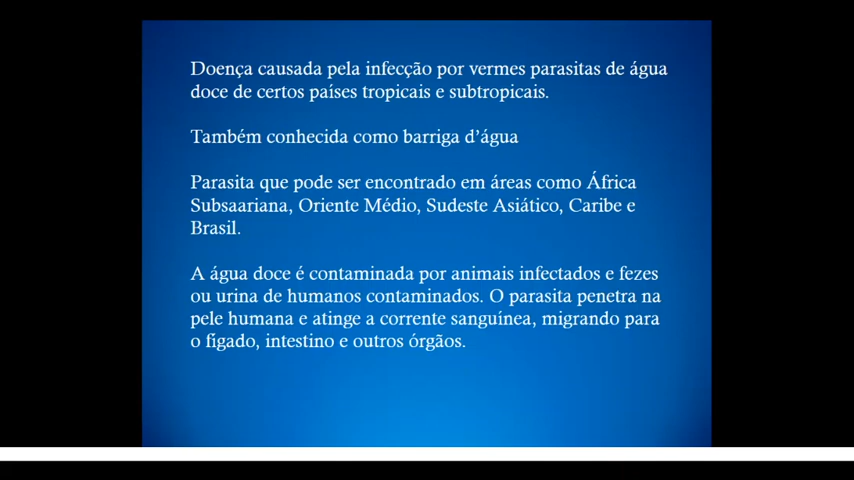 Doença causada pela infecção por vermes parasitas de água
doce de certos países tropicais e subtropicais.
Também conhecida como barriga d’água
Parasita que pode ser encontrado em áreas como África
Subsaariana, Oriente Médio, Sudeste Asiático, Caribe e
Brasil.
A água doce é contaminada por animais infectados e fezes
ou urina de humanos contaminados. O parasita penetra na
pele humana e atinge a corrente sanguínea, migrando para
o fígado, intestino e outros órgãos.